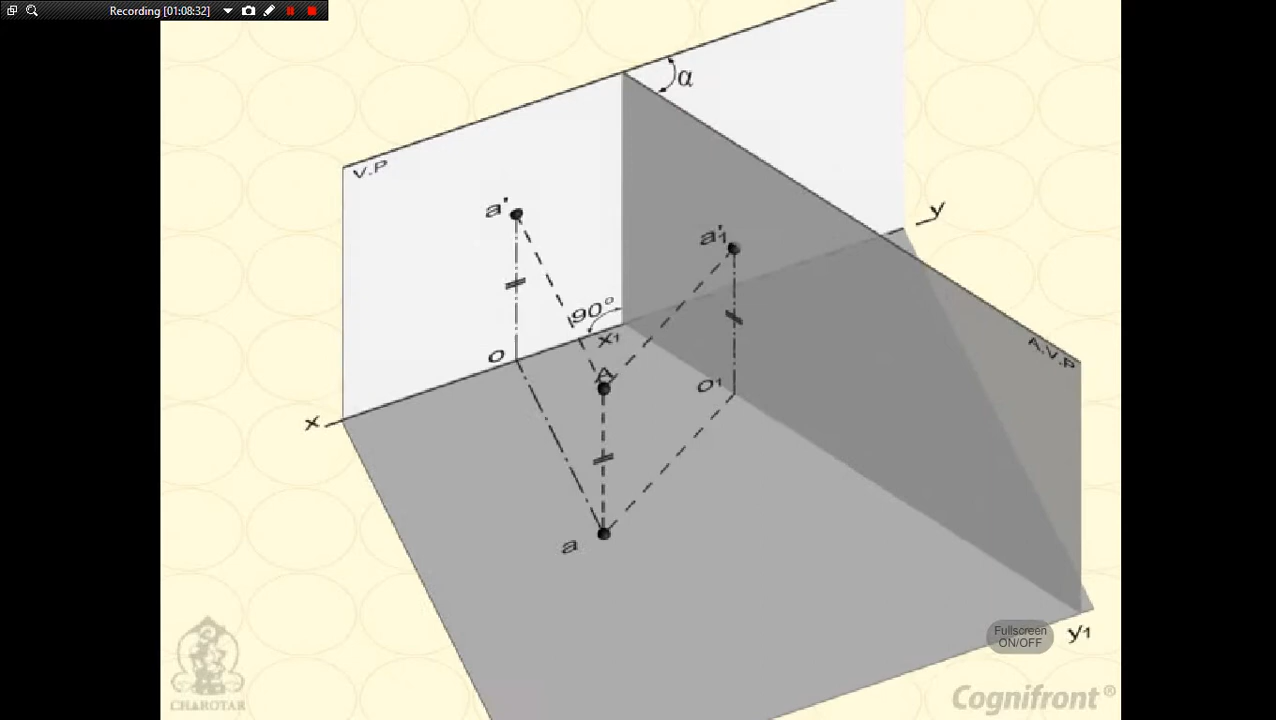 Recording [01:08:32]
α
V.P
y
a'
a'1
90°
x1
A.V.P
o
A
o1
x
a
Fullscreen
ON/OFF
y1
Cognifront®
CHAROTAR